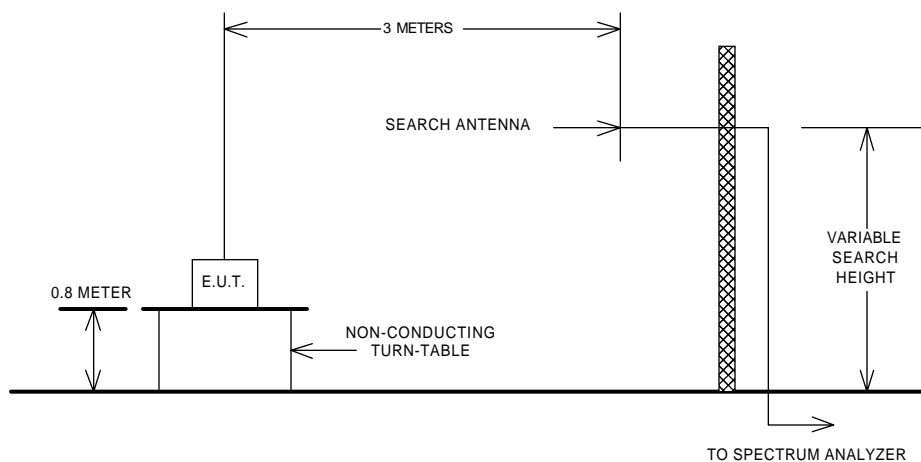 3 METERS
SEARCH ANTENNA
VARIABLE
SEARCH
HEIGHT
E.U.T.
0.8 METER
NON-CONDUCTING
TURN-TABLE
TO SPECTRUM ANALYZER